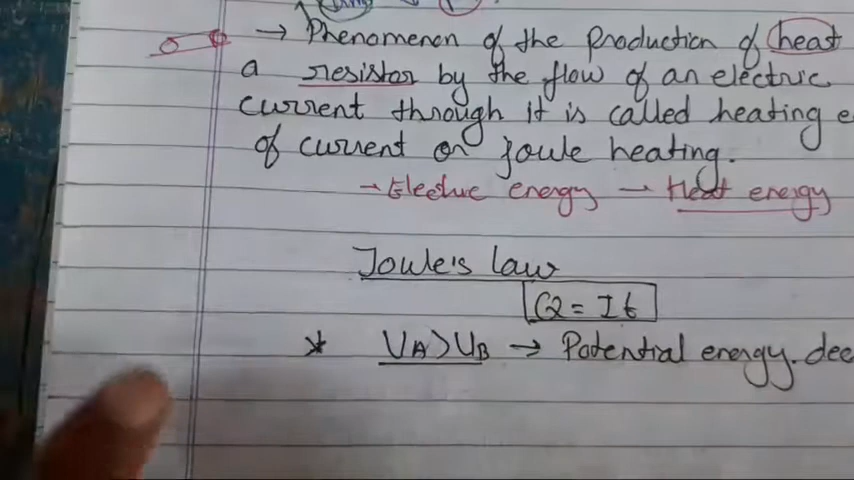 → Phenomenon of the production of heat
a resistor by the flow of an electric
current through it is called heating e
of current or joule heating.
→ Electric energy → Heat energy
Joule's law
Q = It
* VA > VB → Potential energy. dec